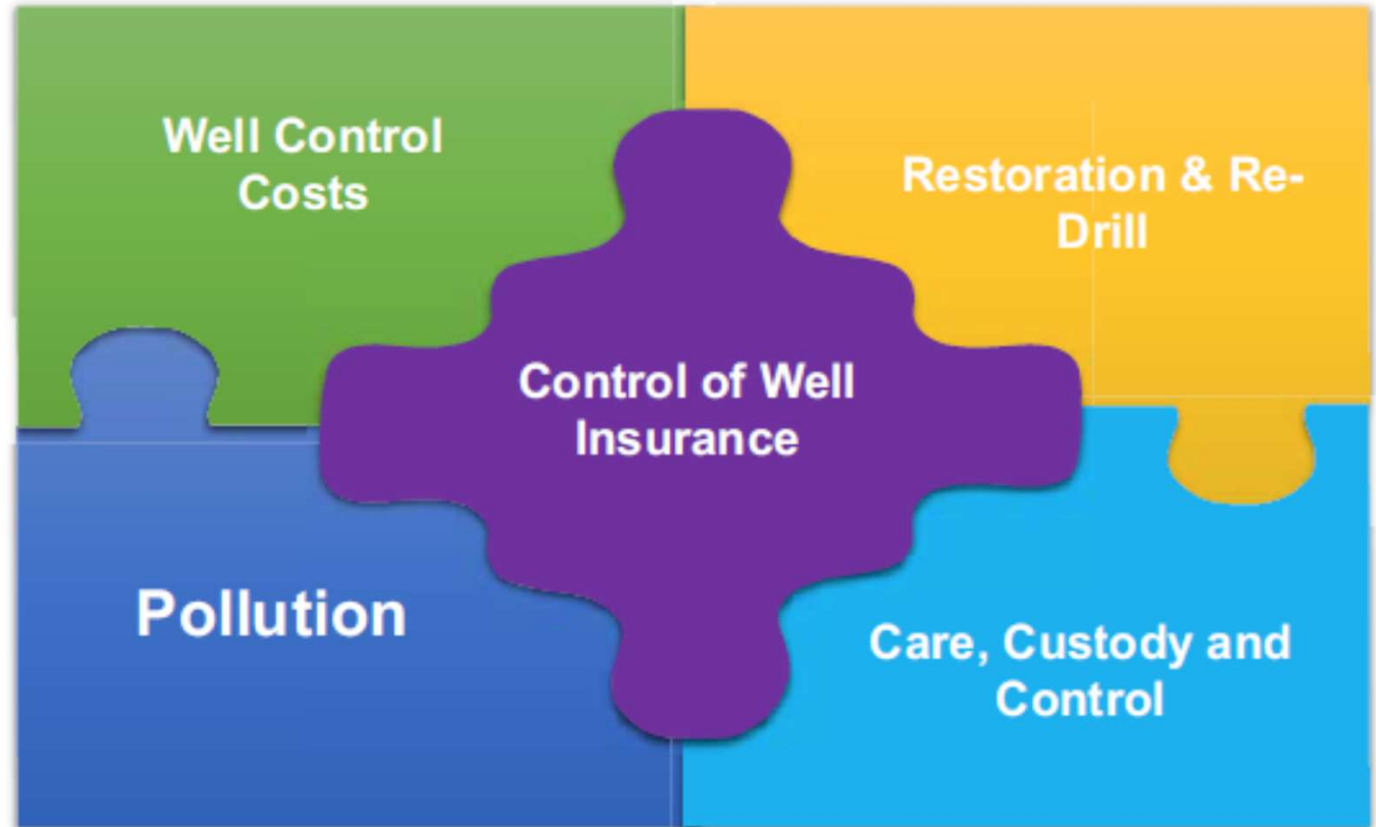 Well Control
Costs
Restoration & Re-
Drill
Control of Well
Insurance
Pollution
Care, Custody and
Control